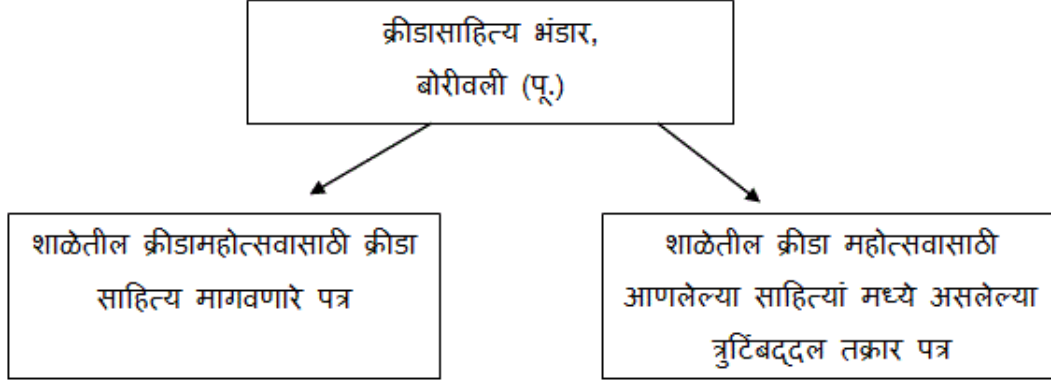 क्रीडासाहित्य भंडार,
बोरीवली (पू.)
शाळेतील क्रीडामहोत्सवासाठी क्रीडा
साहित्य मागवणारे पत्र
शाळेतील क्रीडा महोत्सवासाठी
आणलेल्या साहित्यां मध्ये असलेल्या
त्रुटिंबद्दल तक्रार पत्र